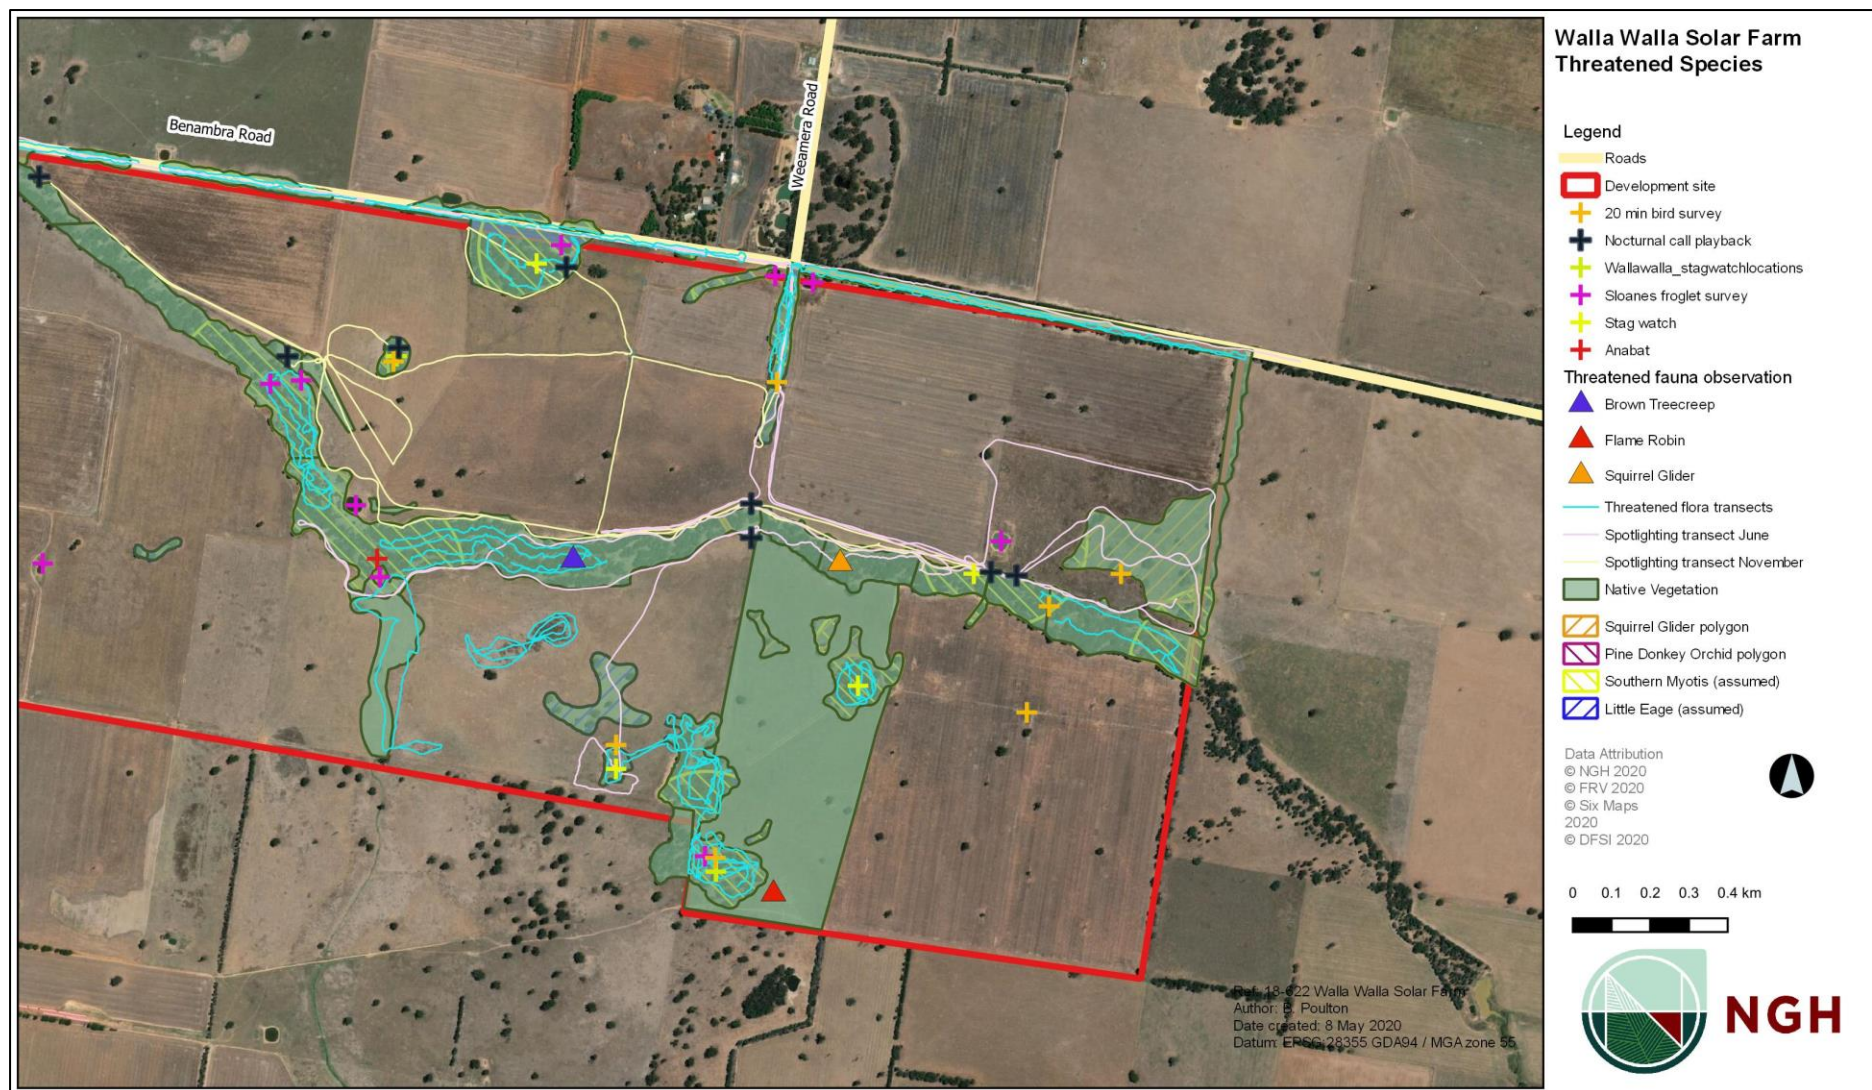 Walla Walla Solar Farm
Threatened Species
Benambra Road
Weeamera Road
Legend
Roads
Development site
20 min bird survey
Nocturnal call playback
Wallawalla_stagwatchlocations
Sloanes froglet survey
Stag watch
Anabat
Threatened fauna observation
Brown Treecreep
Flame Robin
Squirrel Glider
Threatened flora transects
Spotlighting transect June
Spotlighting transect November
Native Vegetation
Squirrel Glider polygon
Pine Donkey Orchid polygon
Southern Myotis (assumed)
Little Eage (assumed)
Data Attribution
© NGH 2020
© FRV 2020
© Six Maps
2020
© DFSI 2020
0 0.1 0.2 0.3 0.4 km
Ref: 18-622 Walla Walla Solar Farm
Author: Poulton
Date created: 8 May 2020
Datum: EPSG:28355 GDA94 / MGA zone 55
NGH